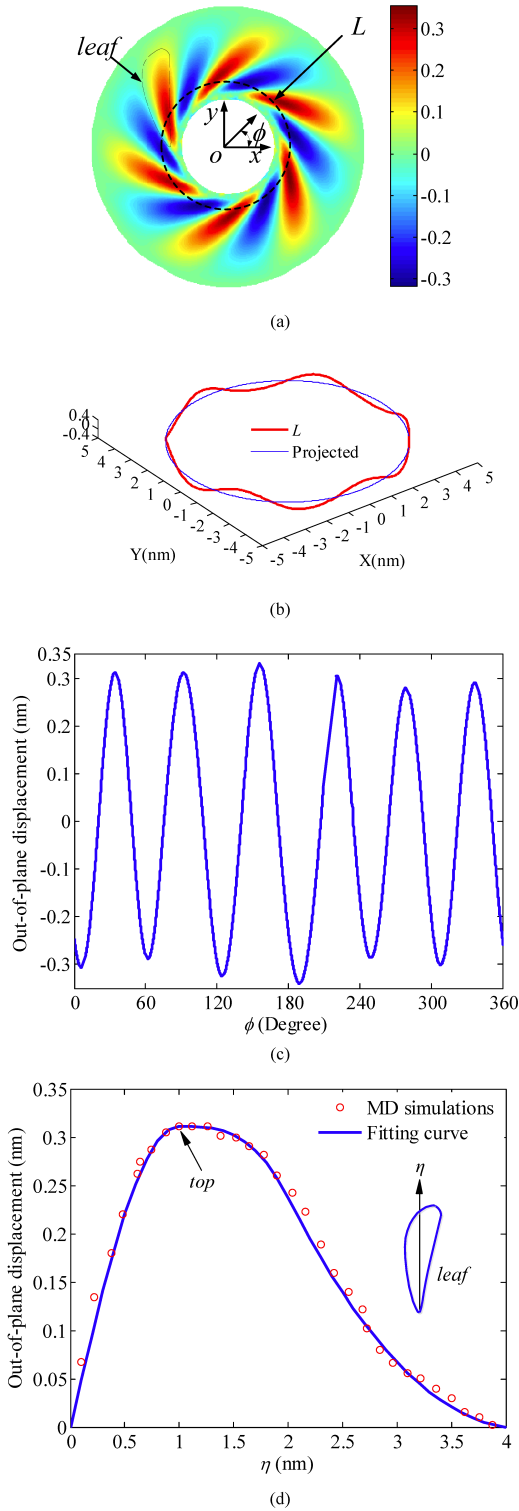 leaf
L
y
ϕ
o
x
0.3
0.2
0.1
0
-0.1
-0.2
-0.3
(a)
0.4
0
-0.4
5
4
3
2
1
0
-1
-2
-3
-4
-5
Y(nm)
L
Projected
-5
-4
-3
-2
-1
0
1
2
3
4
5
X(nm)
(b)
Out-of-plane displacement (nm)
0.35
0.3
0.2
0.1
0
-0.1
-0.2
-0.3
0 60 120 180 240 300 360
ϕ (Degree)
(c)
Out-of-plane displacement (nm)
0.35
0.3
0.25
0.2
0.15
0.1
0.05
0
MD simulations
Fitting curve
top
η
leaf
0 0.5 1 1.5 2 2.5 3 3.5 4
η (nm)
(d)